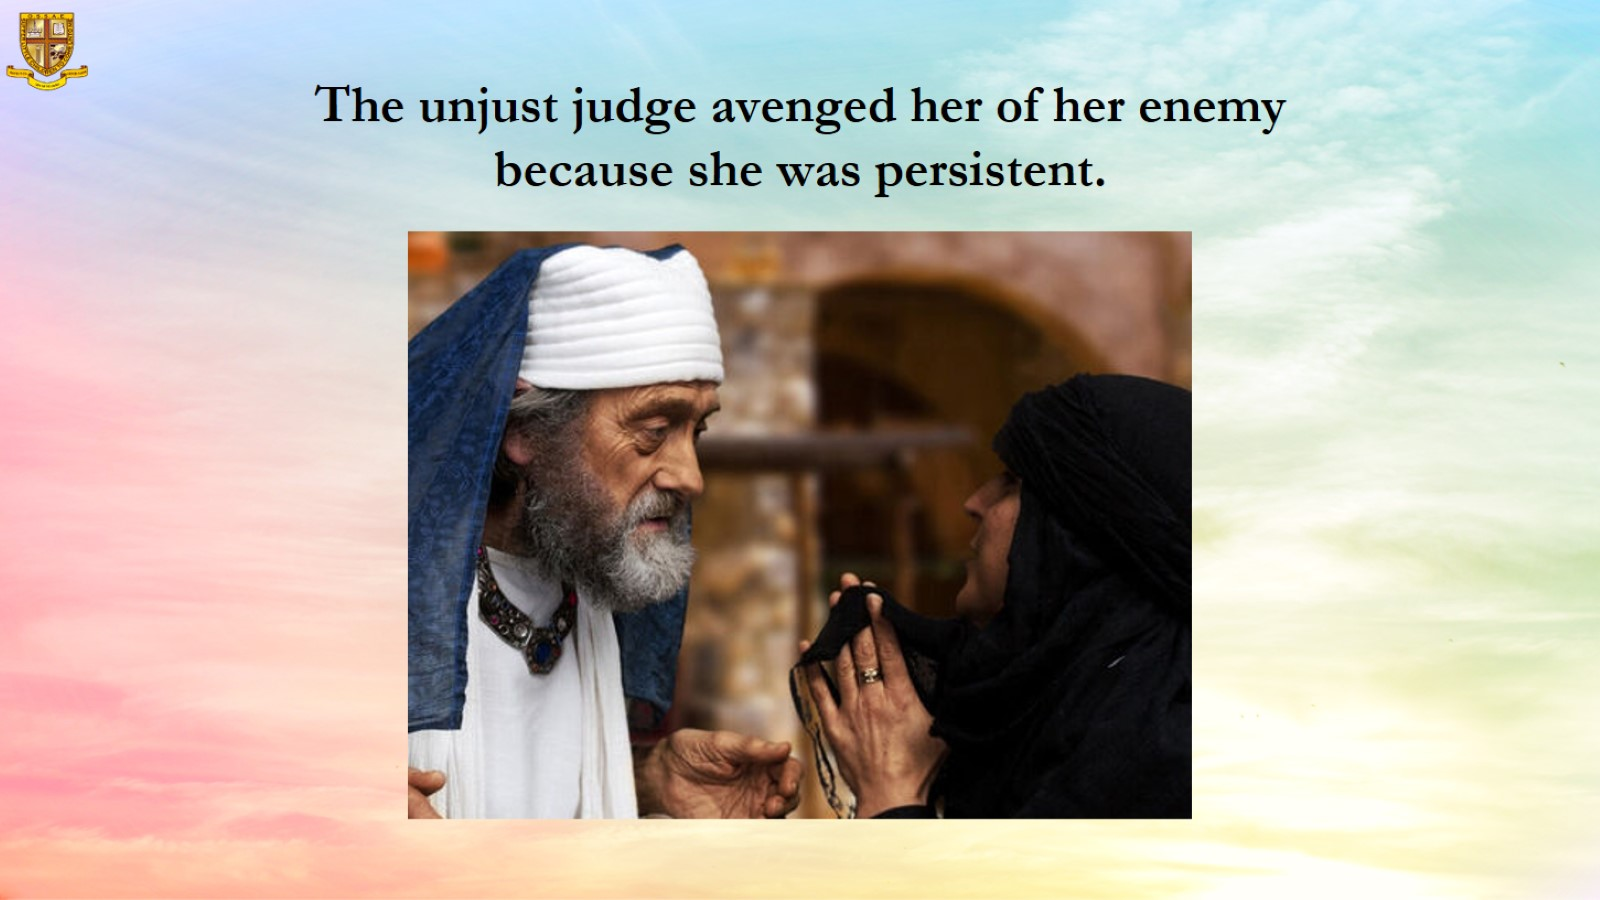 The unjust judge avenged her of her enemy
because she was persistent.